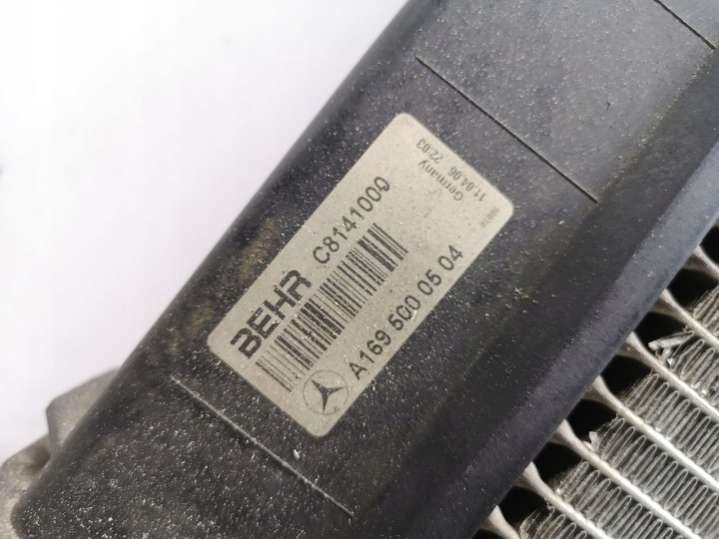 BEHR C8141000
A169 500 05 04
Germany
11.04.06 22:03